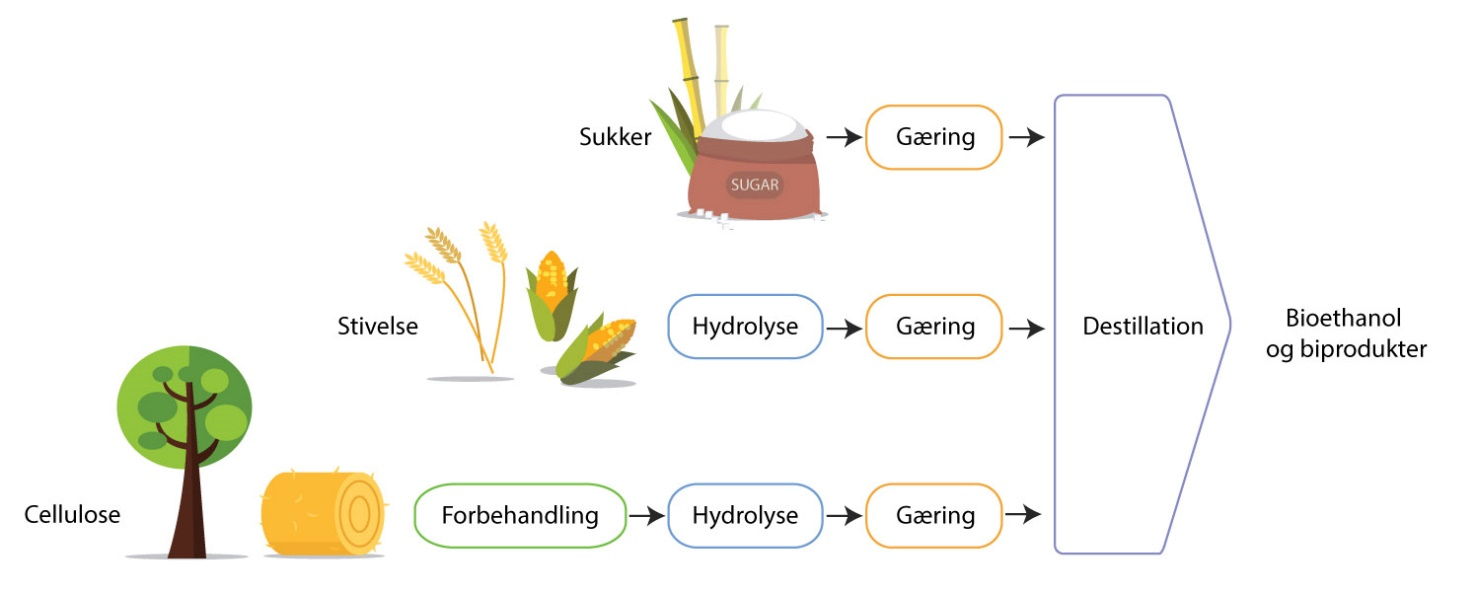 Sukker
SUGAR
Gæring
Stivelse
Hydrolyse
Gæring
Destillation
Bioethanol
og biprodukter
Cellulose
Forbehandling
Hydrolyse
Gæring